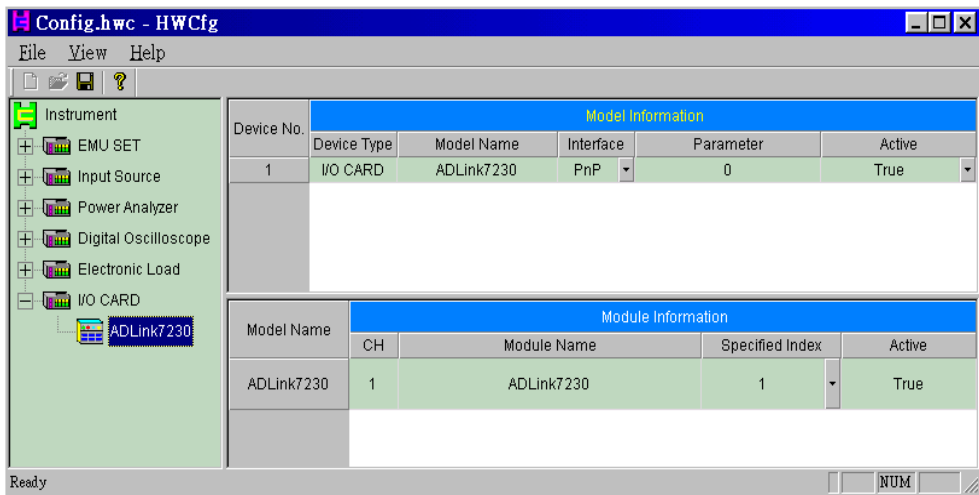 Config.hwc - HWCfg
File View Help
Instrument
EMU SET
Input Source
Power Analyzer
Digital Oscilloscope
Electronic Load
I/O CARD
ADLink7230
Device No. Model Information
Device Type Model Name Interface Parameter Active
1 I/O CARD ADLink7230 PnP 0 True
Model Name Module Information
CH Module Name Specified Index Active
ADLink7230 1 ADLink7230 1 True
Ready NUM